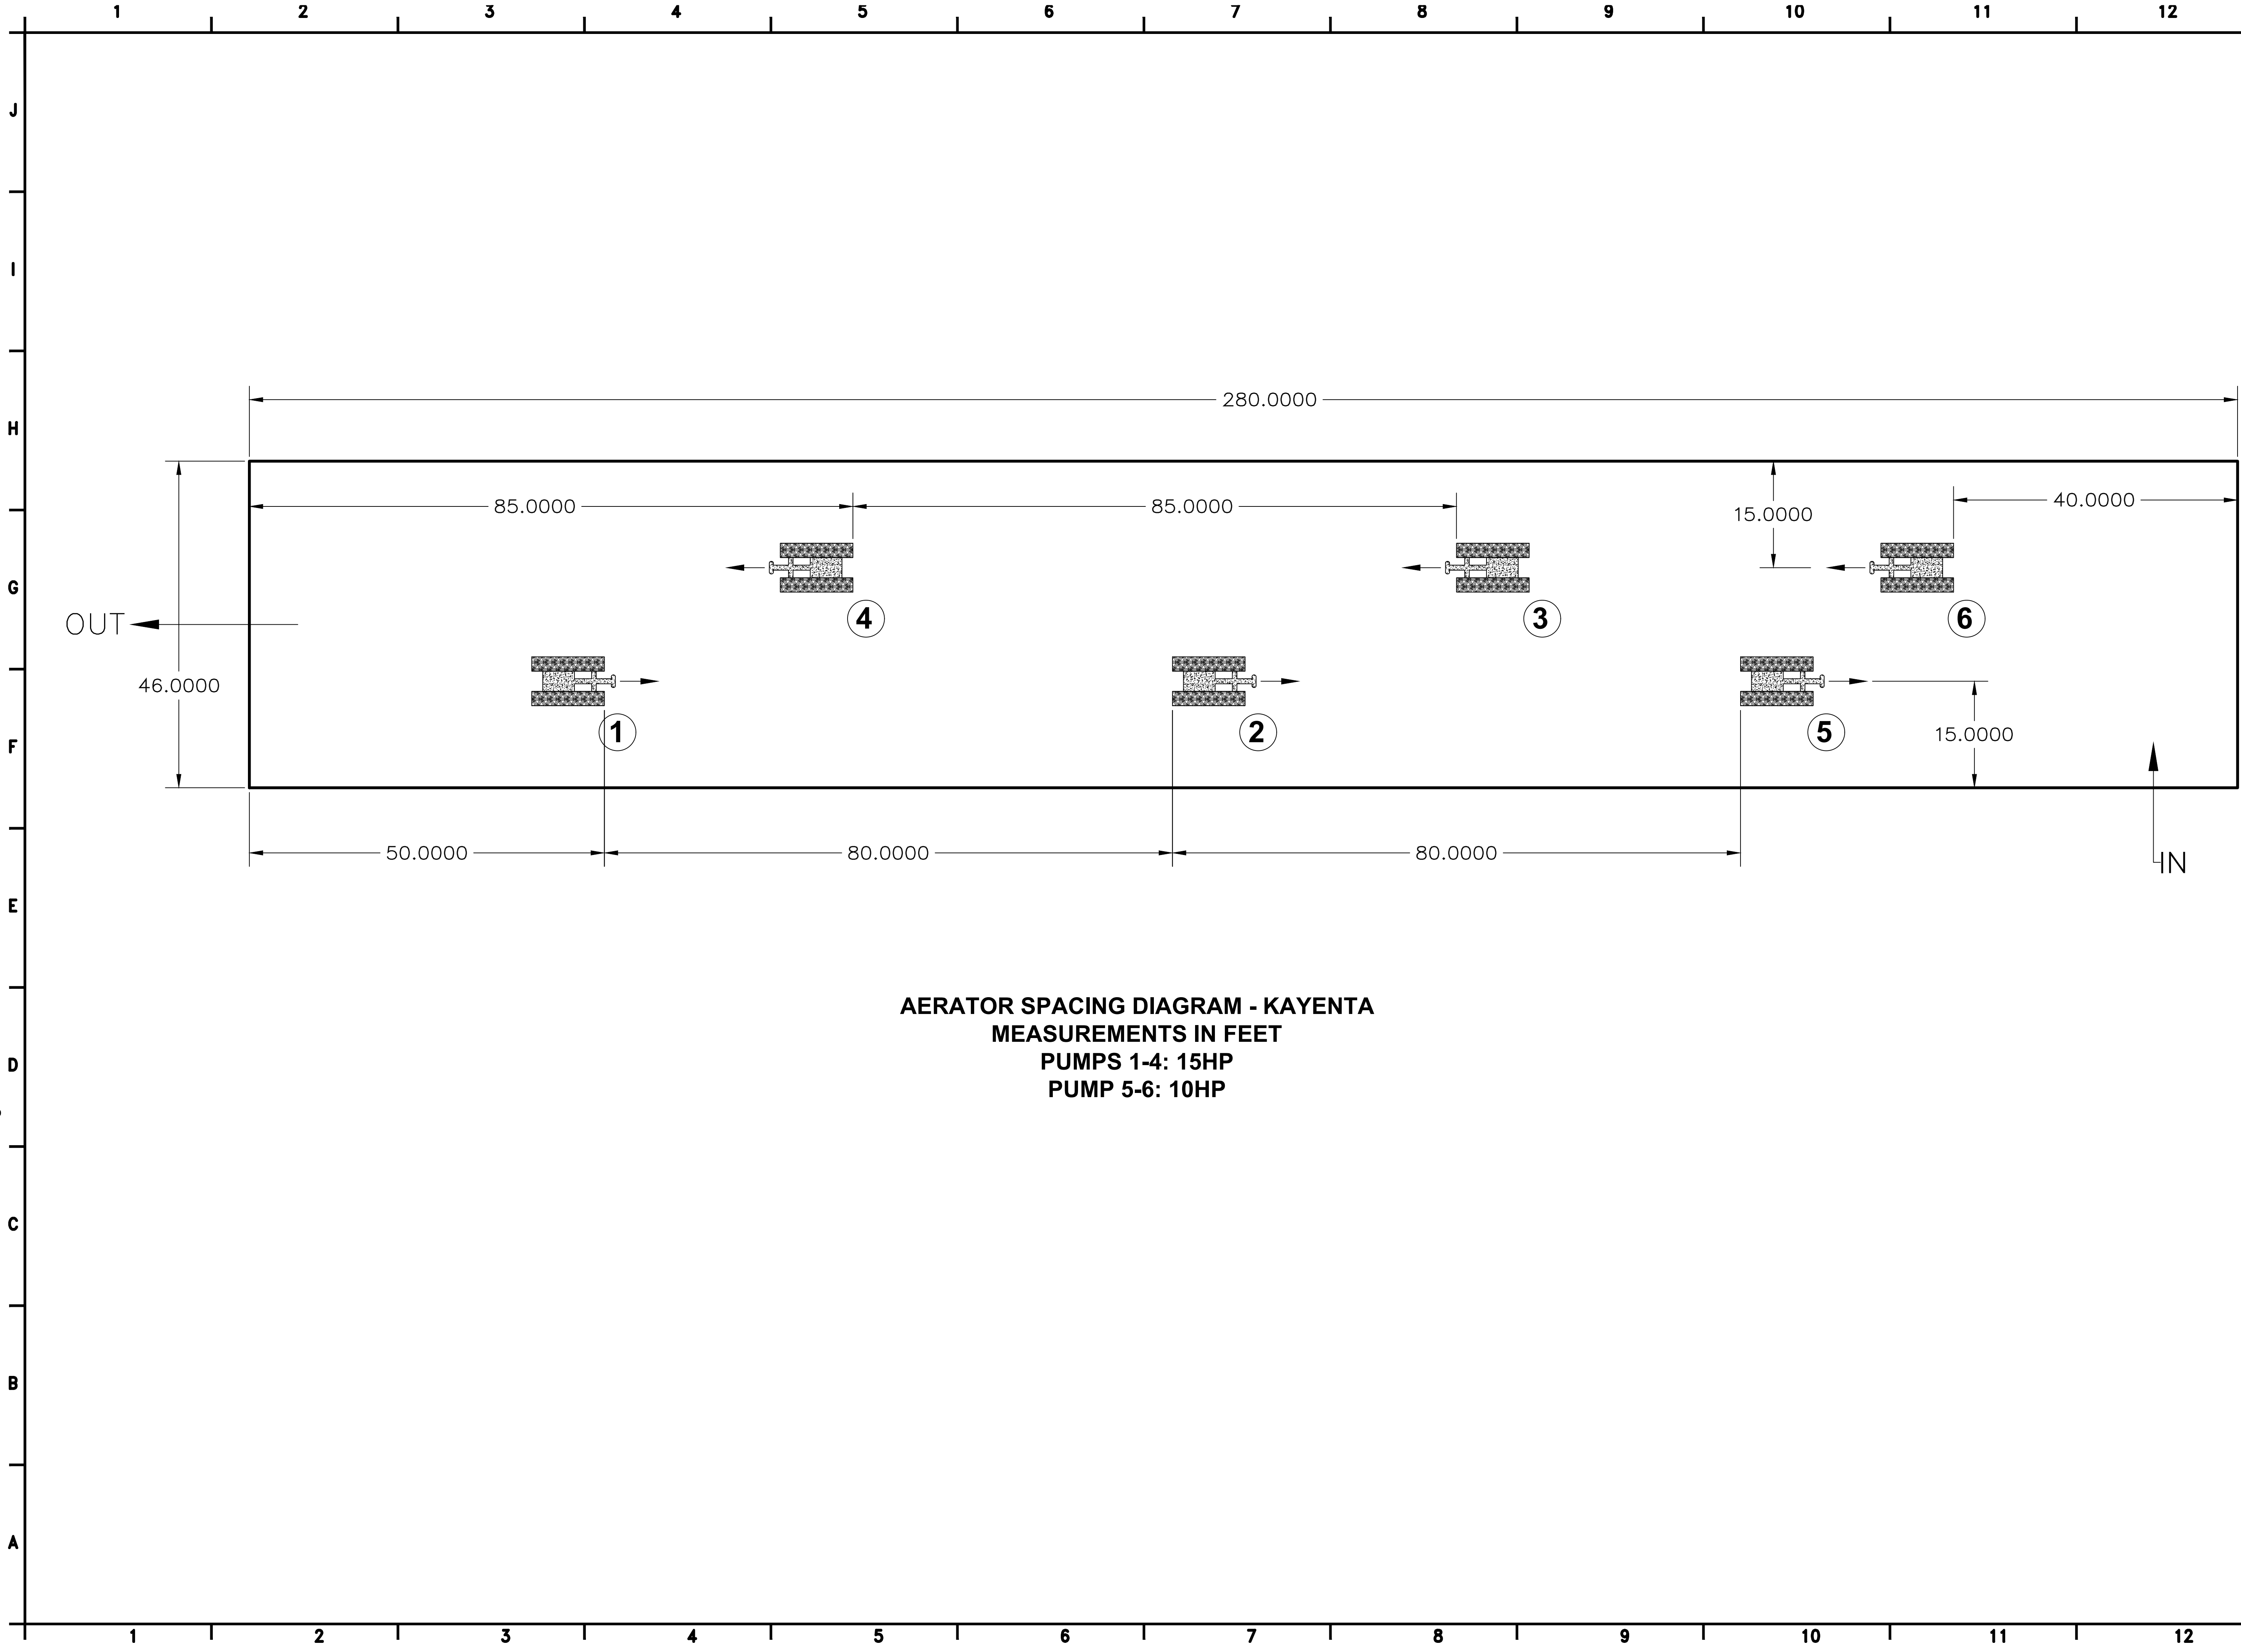 1 2 3 4 5 6 7 8 9 10 11 12
J
I
H
G
F
E
D
C
B
A
280.0000
85.0000 85.0000 15.0000 40.0000
4 3 6
OUT
46.0000
1 2 5
15.0000
50.0000 80.0000 80.0000
IN
AERATOR SPACING DIAGRAM - KAYENTA
MEASUREMENTS IN FEET
PUMPS 1-4: 15HP
PUMP 5-6: 10HP
1 2 3 4 5 6 7 8 9 10 11 12